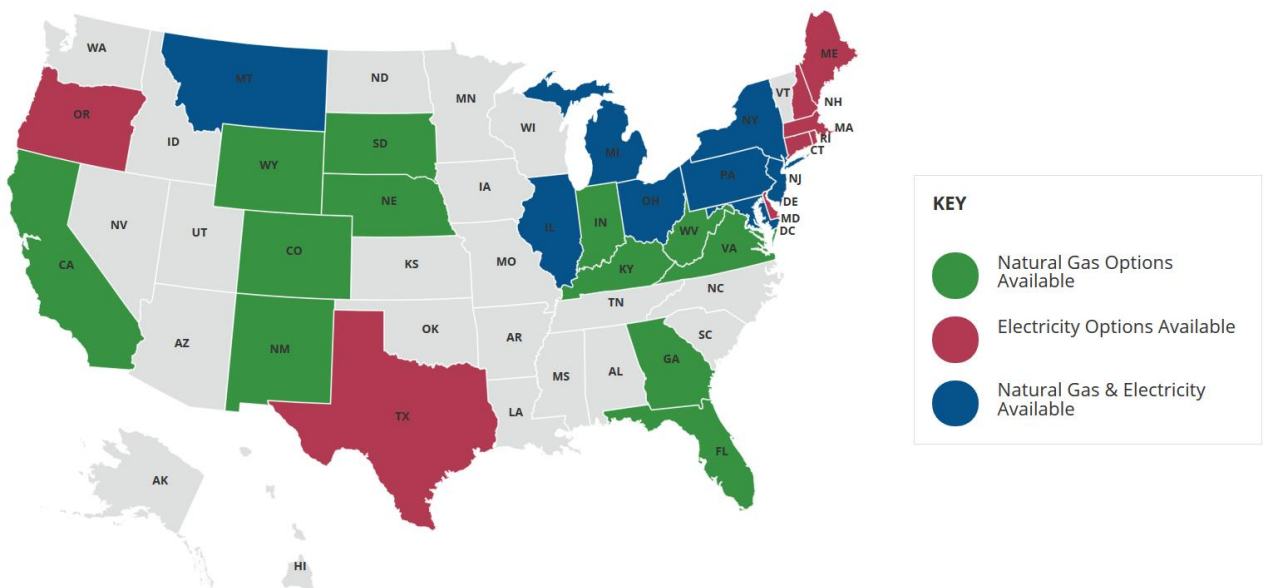 WA
MT
ND
MN
OR
ID
WI
SD
WY
MI
NY
VT
ME
NH
MA
RI
CT
IA
NE
PA
NJ
NV
UT
CO
IL
IN
OH
DE
MD
DC
WV
VA
CA
KS
MO
KY
AZ
NM
OK
AR
TN
NC
SC
TX
LA
MS
AL
GA
FL
AK
HI
KEY
Natural Gas Options
Available
Electricity Options Available
Natural Gas & Electricity
Available